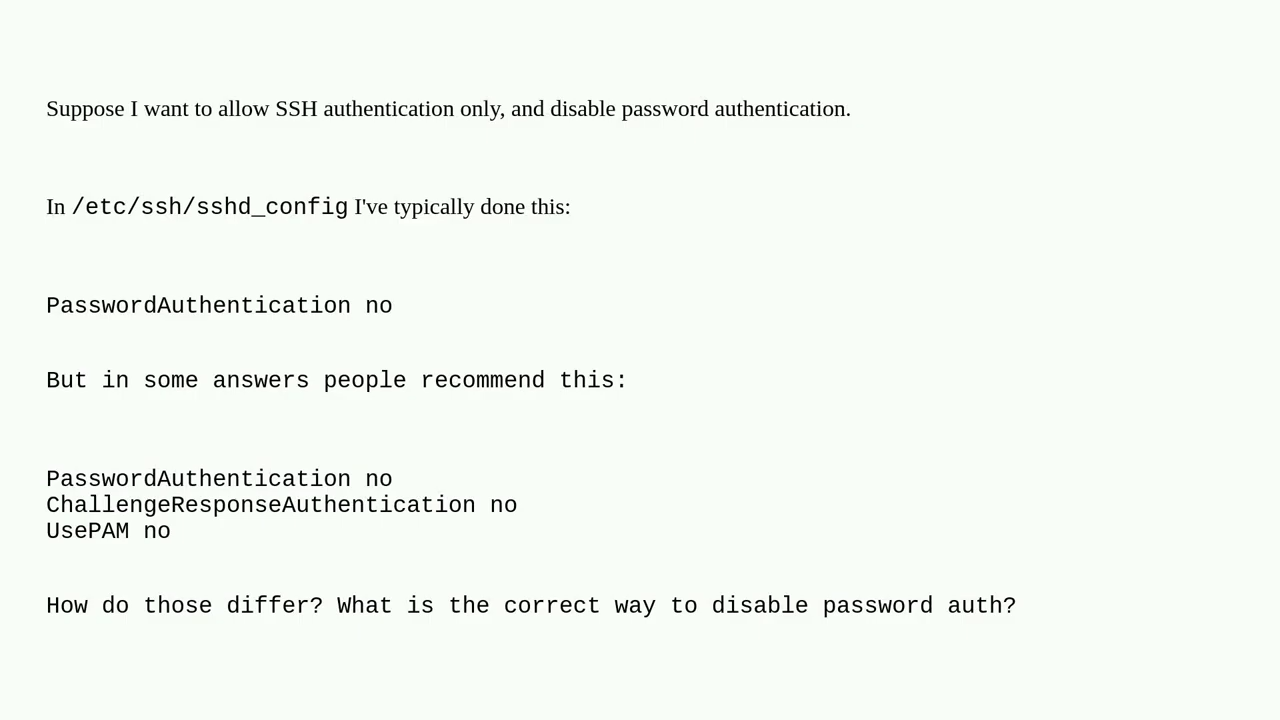 Suppose I want to allow SSH authentication only, and disable password authentication.
In /etc/ssh/sshd_config I've typically done this:
PasswordAuthentication no
But in some answers people recommend this:
PasswordAuthentication no
ChallengeResponseAuthentication no
UsePAM no
How do those differ? What is the correct way to disable password auth?